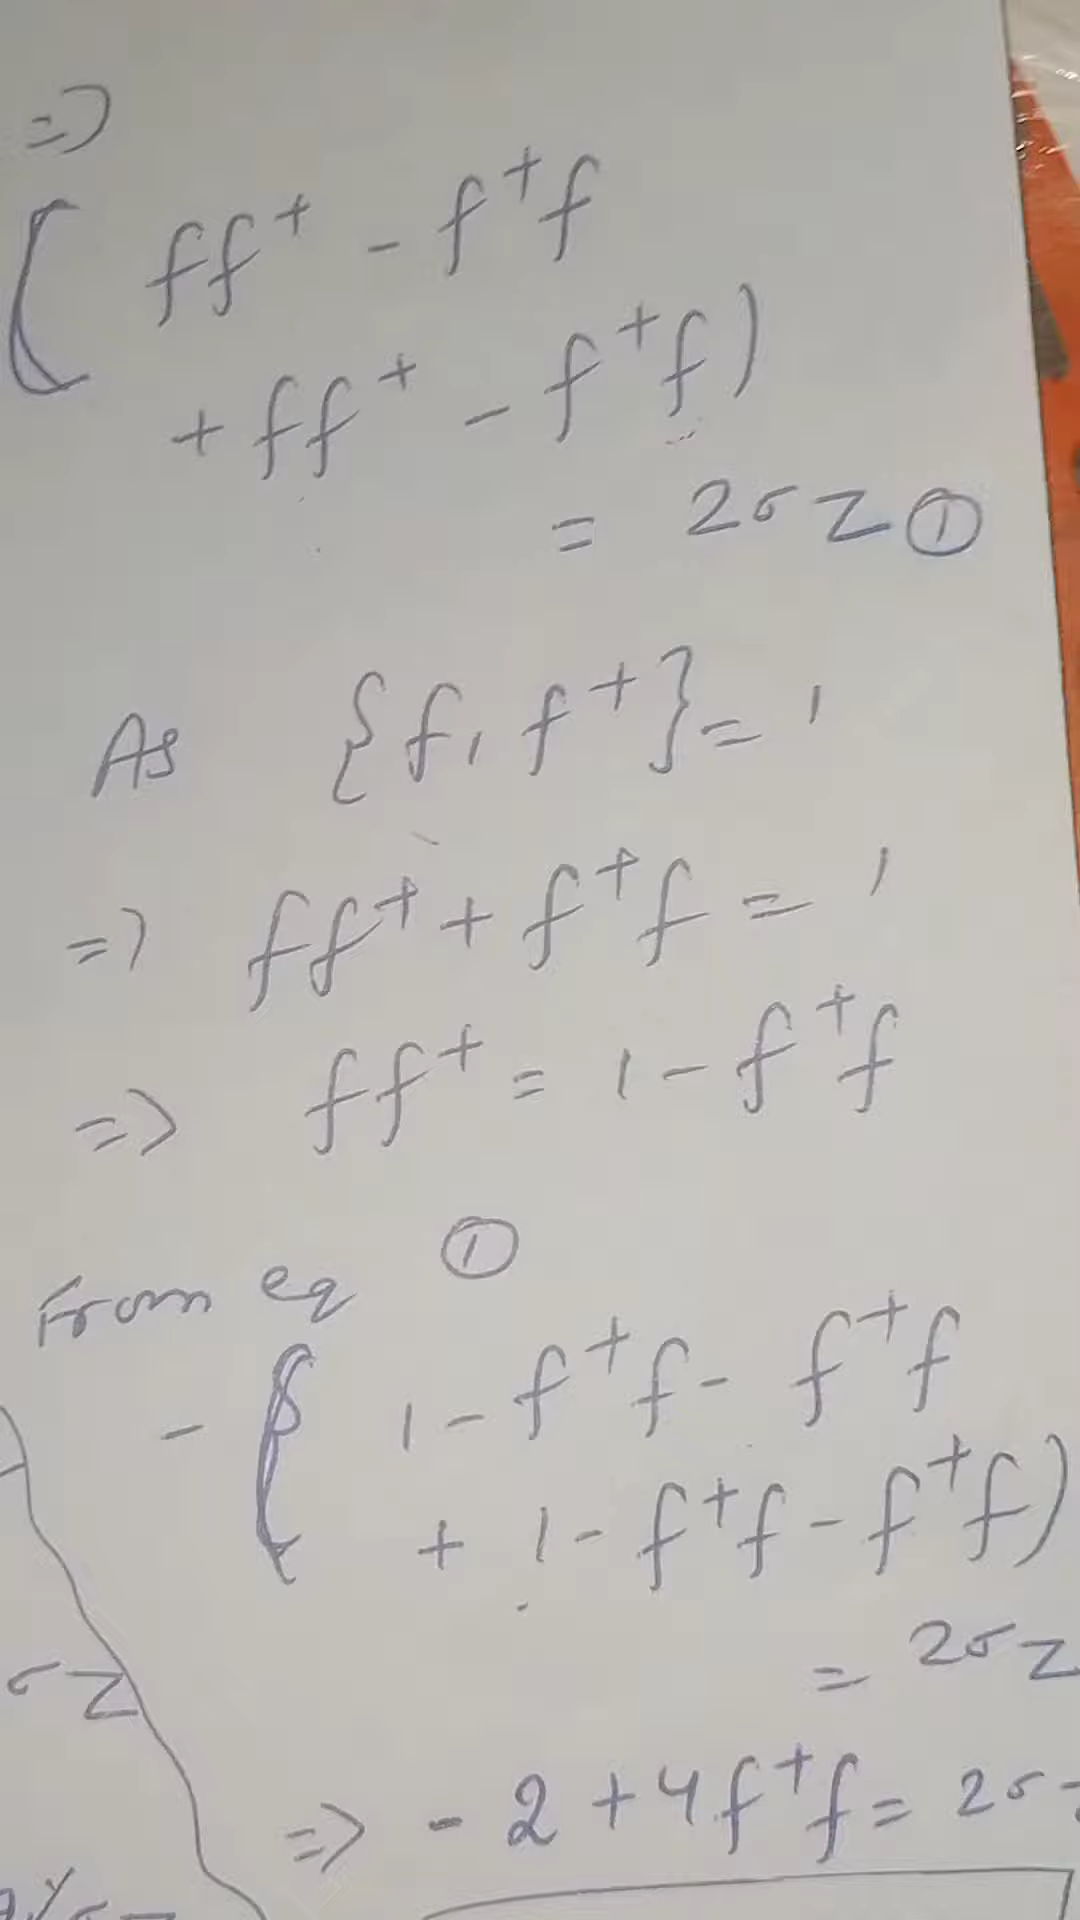 =>
( ff⁺ - f⁺f
+ ff⁺ - f⁺f )
= 2σz ①
As {f, f⁺} = 1
=> ff⁺ + f⁺f = 1
=> ff⁺ = 1 - f⁺f
From eq ①
- ( 1 - f⁺f - f⁺f
+ 1 - f⁺f - f⁺f )
= 2σz
σz
=> - 2 + 4f⁺f = 2σz